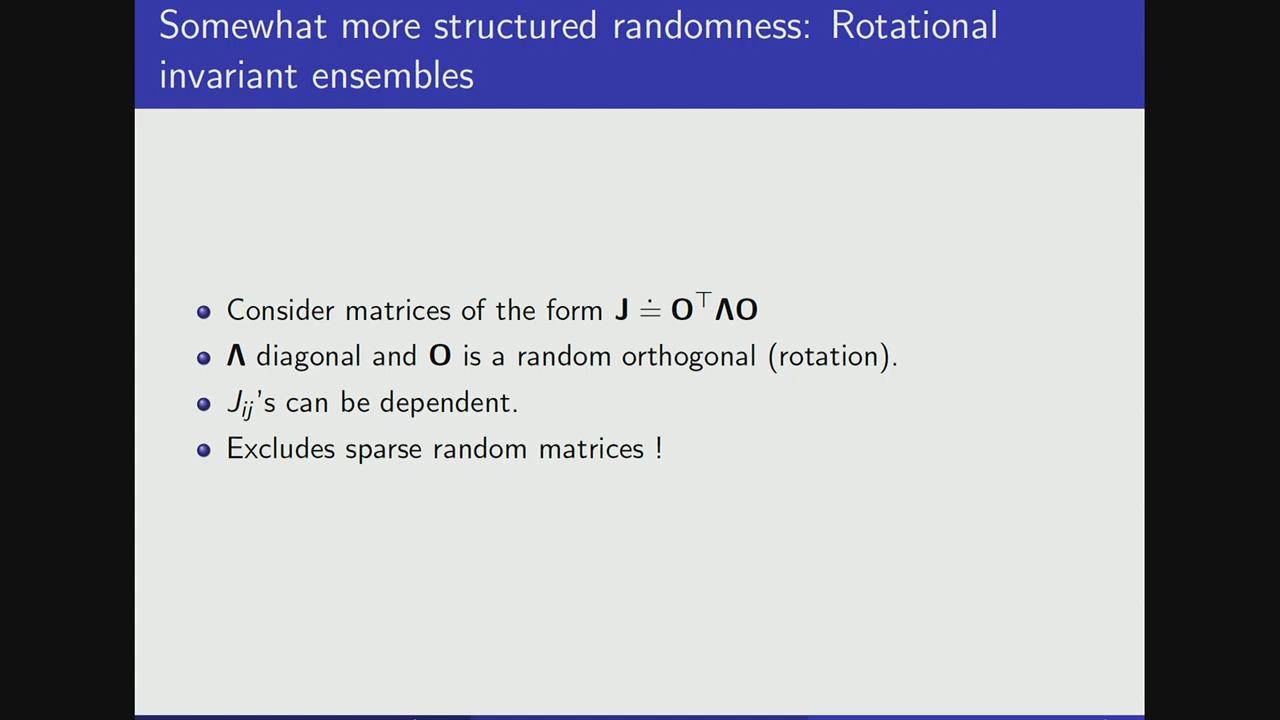 Somewhat more structured randomness: Rotational
invariant ensembles
Consider matrices of the form J ≐ O⊤ΛO
Λ diagonal and O is a random orthogonal (rotation).
Jij's can be dependent.
Excludes sparse random matrices !